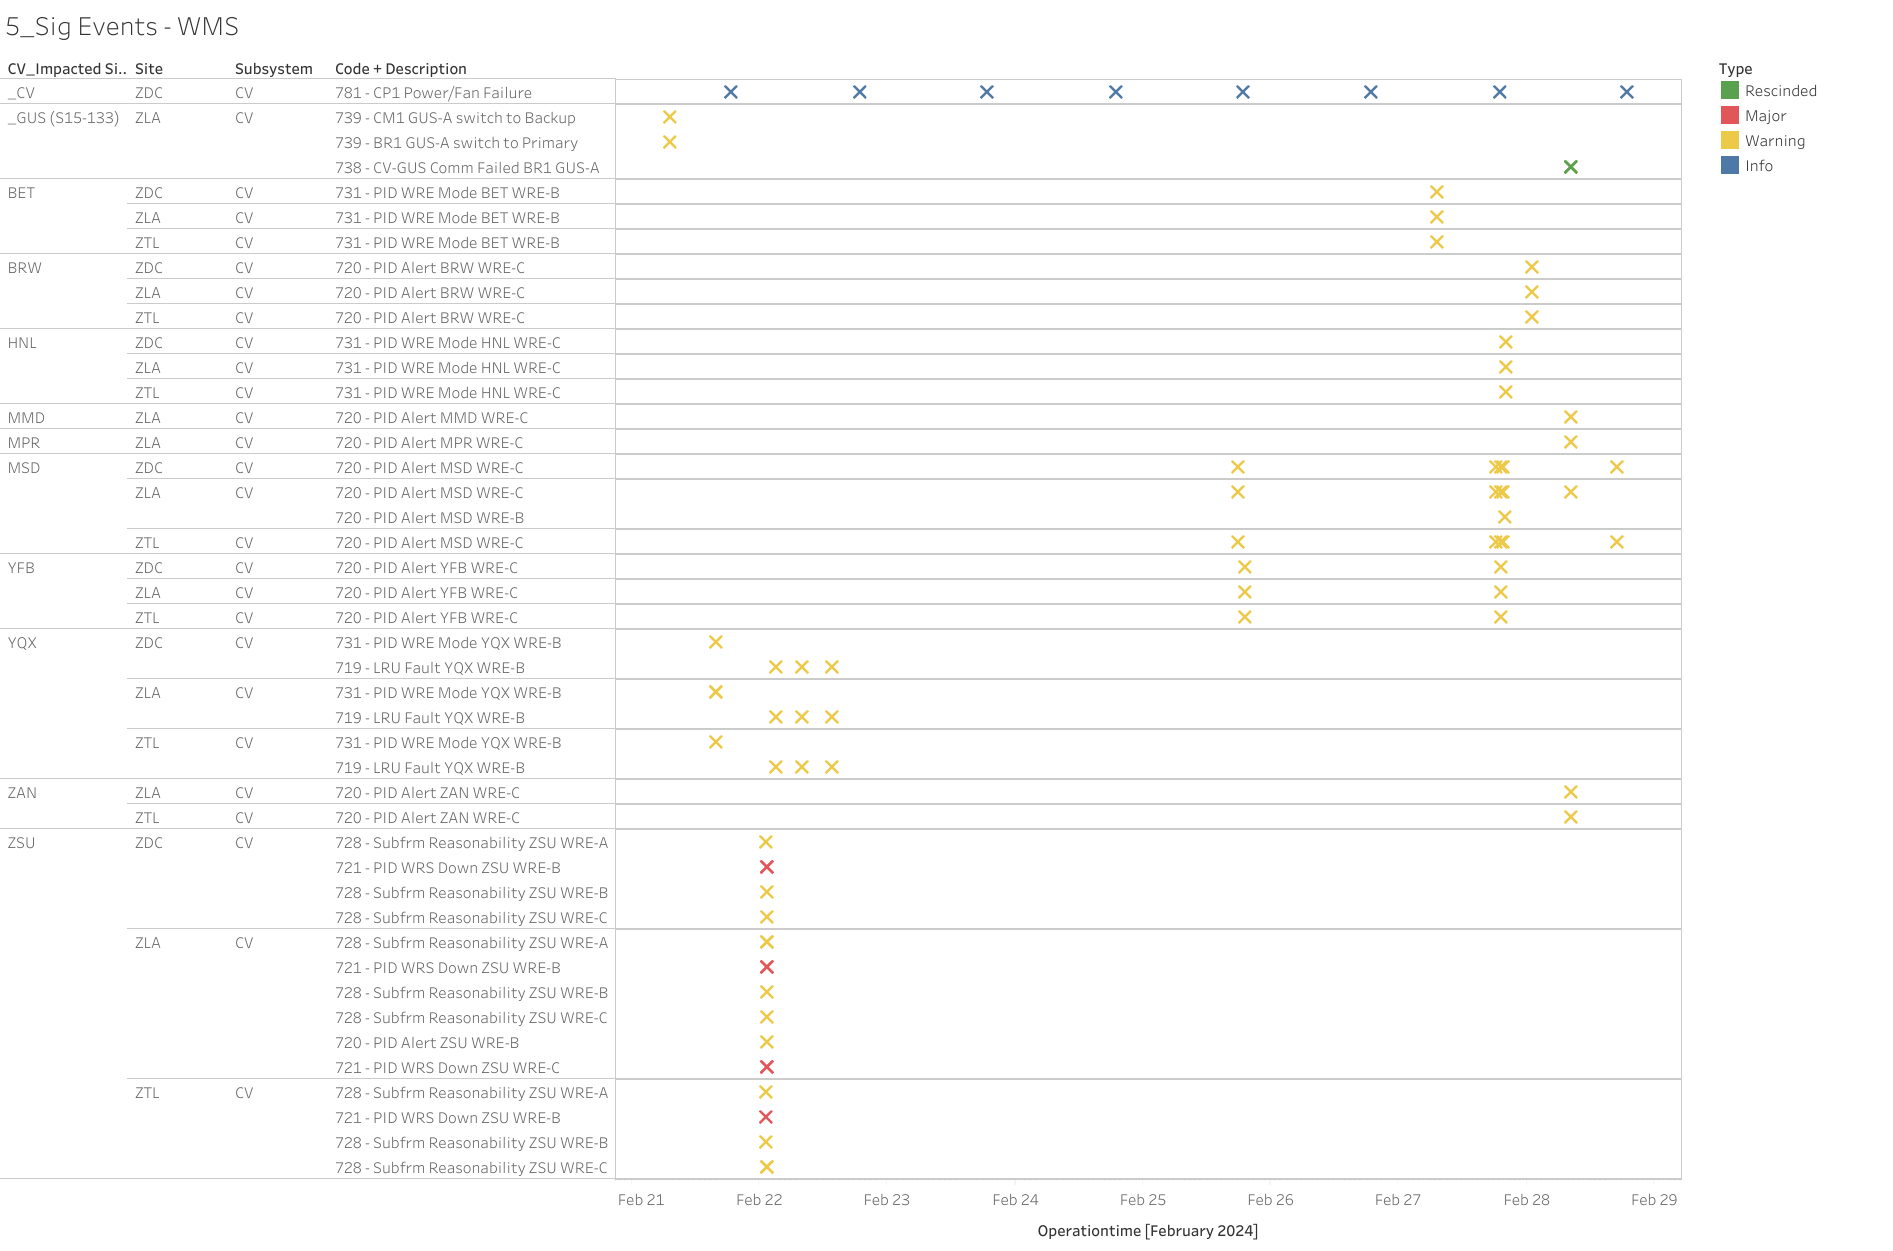 5_Sig Events - WMS
CV_Impacted Si.. Site Subsystem Code + Description
Type
Rescinded
Major
Warning
Info
_CV ZDC CV 781 - CP1 Power/Fan Failure
_GUS (S15-133) ZLA CV 739 - CM1 GUS-A switch to Backup
739 - BR1 GUS-A switch to Primary
738 - CV-GUS Comm Failed BR1 GUS-A
BET ZDC CV 731 - PID WRE Mode BET WRE-B
ZLA CV 731 - PID WRE Mode BET WRE-B
ZTL CV 731 - PID WRE Mode BET WRE-B
BRW ZDC CV 720 - PID Alert BRW WRE-C
ZLA CV 720 - PID Alert BRW WRE-C
ZTL CV 720 - PID Alert BRW WRE-C
HNL ZDC CV 731 - PID WRE Mode HNL WRE-C
ZLA CV 731 - PID WRE Mode HNL WRE-C
ZTL CV 731 - PID WRE Mode HNL WRE-C
MMD ZLA CV 720 - PID Alert MMD WRE-C
MPR ZLA CV 720 - PID Alert MPR WRE-C
MSD ZDC CV 720 - PID Alert MSD WRE-C
ZLA CV 720 - PID Alert MSD WRE-C
720 - PID Alert MSD WRE-B
ZTL CV 720 - PID Alert MSD WRE-C
YFB ZDC CV 720 - PID Alert YFB WRE-C
ZLA CV 720 - PID Alert YFB WRE-C
ZTL CV 720 - PID Alert YFB WRE-C
YQX ZDC CV 731 - PID WRE Mode YQX WRE-B
719 - LRU Fault YQX WRE-B
ZLA CV 731 - PID WRE Mode YQX WRE-B
719 - LRU Fault YQX WRE-B
ZTL CV 731 - PID WRE Mode YQX WRE-B
719 - LRU Fault YQX WRE-B
ZAN ZLA CV 720 - PID Alert ZAN WRE-C
ZTL CV 720 - PID Alert ZAN WRE-C
ZSU ZDC CV 728 - Subfrm Reasonability ZSU WRE-A
721 - PID WRS Down ZSU WRE-B
728 - Subfrm Reasonability ZSU WRE-B
728 - Subfrm Reasonability ZSU WRE-C
ZLA CV 728 - Subfrm Reasonability ZSU WRE-A
721 - PID WRS Down ZSU WRE-B
728 - Subfrm Reasonability ZSU WRE-B
728 - Subfrm Reasonability ZSU WRE-C
720 - PID Alert ZSU WRE-B
721 - PID WRS Down ZSU WRE-C
ZTL CV 728 - Subfrm Reasonability ZSU WRE-A
721 - PID WRS Down ZSU WRE-B
728 - Subfrm Reasonability ZSU WRE-B
728 - Subfrm Reasonability ZSU WRE-C
Feb 21 Feb 22 Feb 23 Feb 24 Feb 25 Feb 26 Feb 27 Feb 28 Feb 29
Operationtime [February 2024]